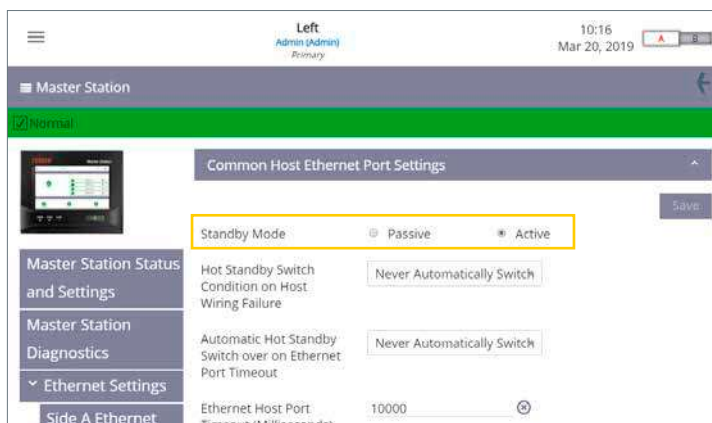 Left
Admin (Admin)
Primary
10:16
Mar 20, 2019
A
B
Master Station
Normal
Common Host Ethernet Port Settings
Save
Standby Mode
Passive
Active
Master Station Status
and Settings
Hot Standby Switch
Condition on Host
Wiring Failure
Never Automatically Switch
Master Station
Diagnostics
Automatic Hot Standby
Switch over on Ethernet
Port Timeout
Never Automatically Switch
Ethernet Settings
Side A Ethernet
Ethernet Host Port
Timeout (Milliseconds)
10000